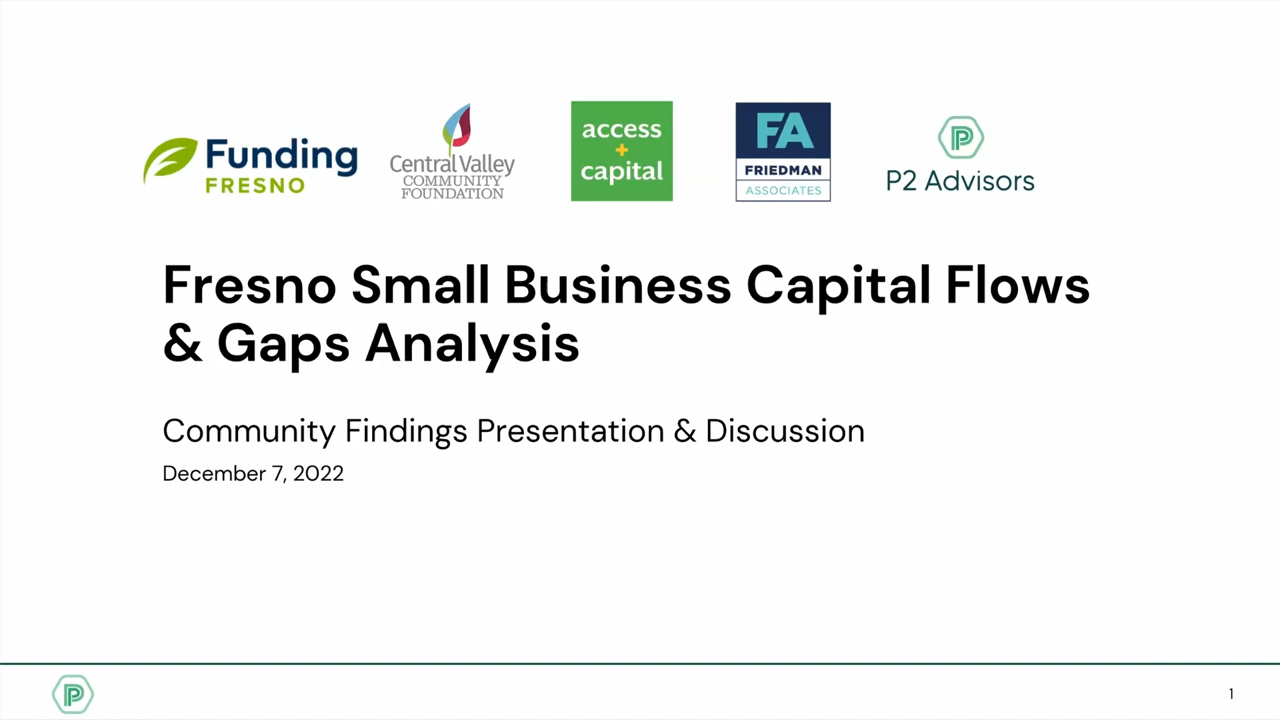 Funding
FRESNO
Central Valley
COMMUNITY
FOUNDATION
access
+
capital
FA
FRIEDMAN
ASSOCIATES
P
P2 Advisors
Fresno Small Business Capital Flows
& Gaps Analysis
Community Findings Presentation & Discussion
December 7, 2022
P
1